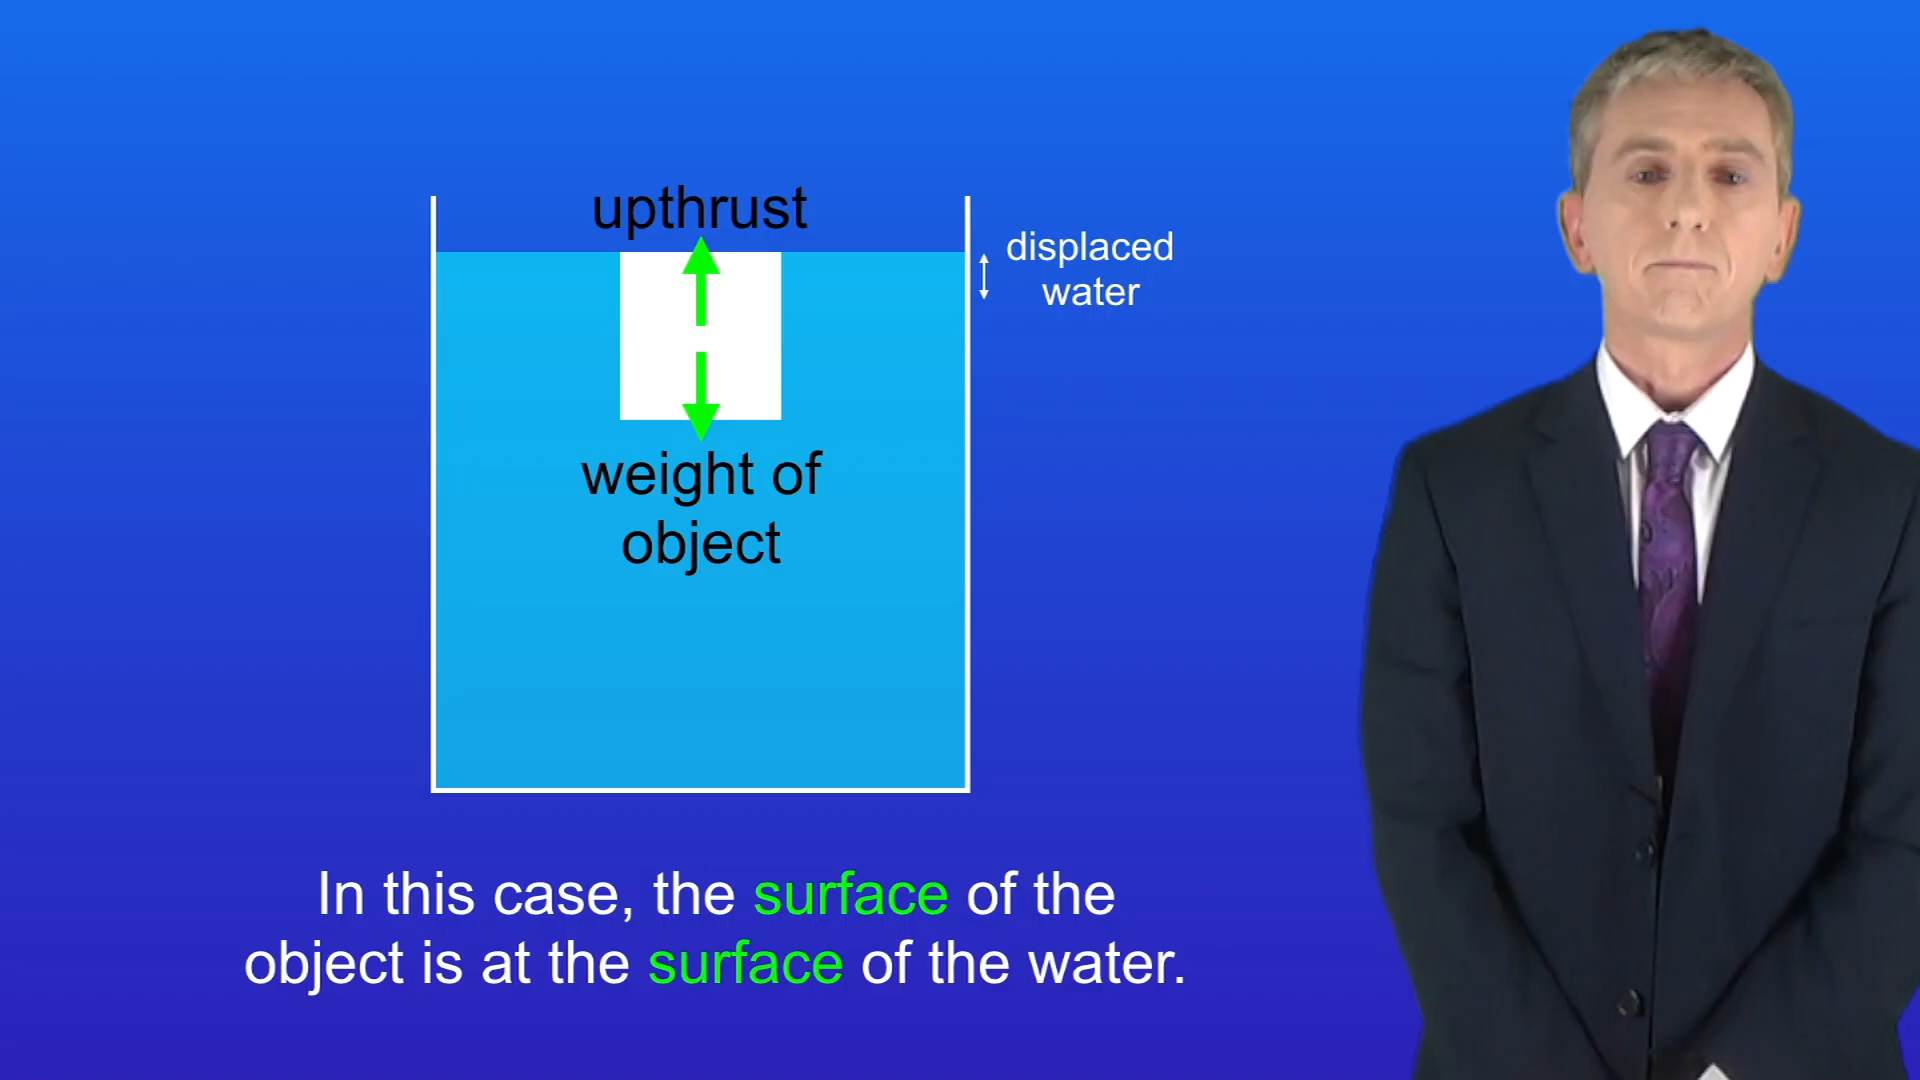 upthrust
displaced
water
weight of
object
In this case, the surface of the
object is at the surface of the water.